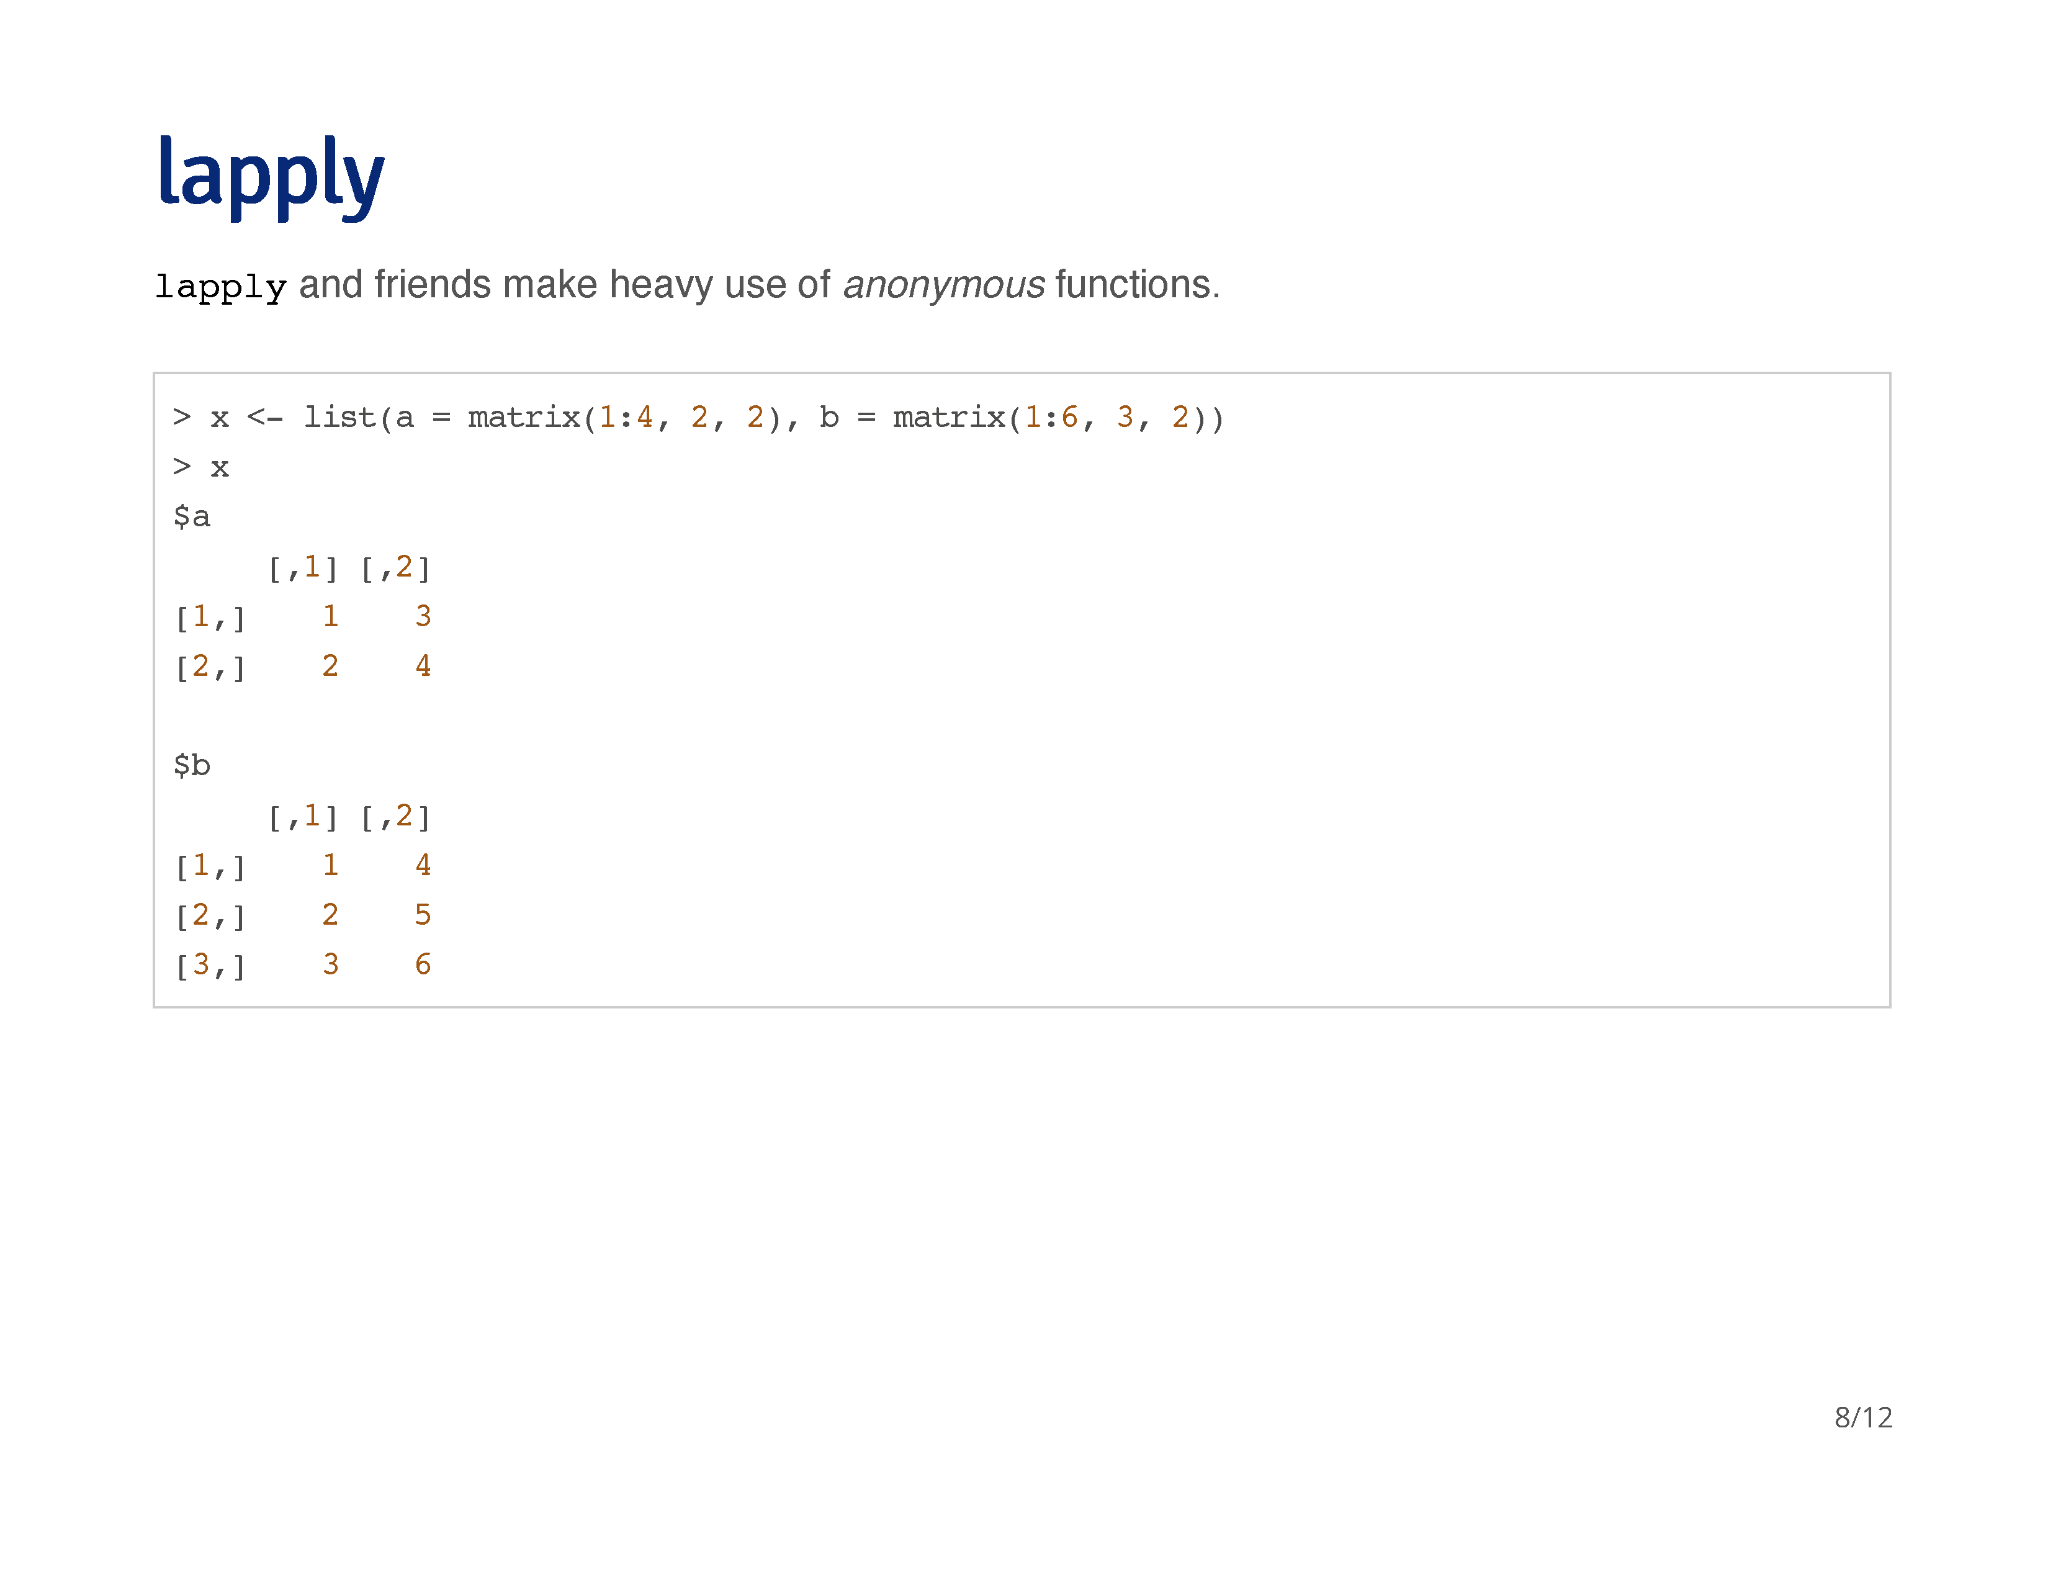 lapply
lapply and friends make heavy use of anonymous functions.
> x <- list(a = matrix(1:4, 2, 2), b = matrix(1:6, 3, 2))
> x
$a
     [,1] [,2]
[1,]    1    3
[2,]    2    4
$b
     [,1] [,2]
[1,]    1    4
[2,]    2    5
[3,]    3    6
8/12